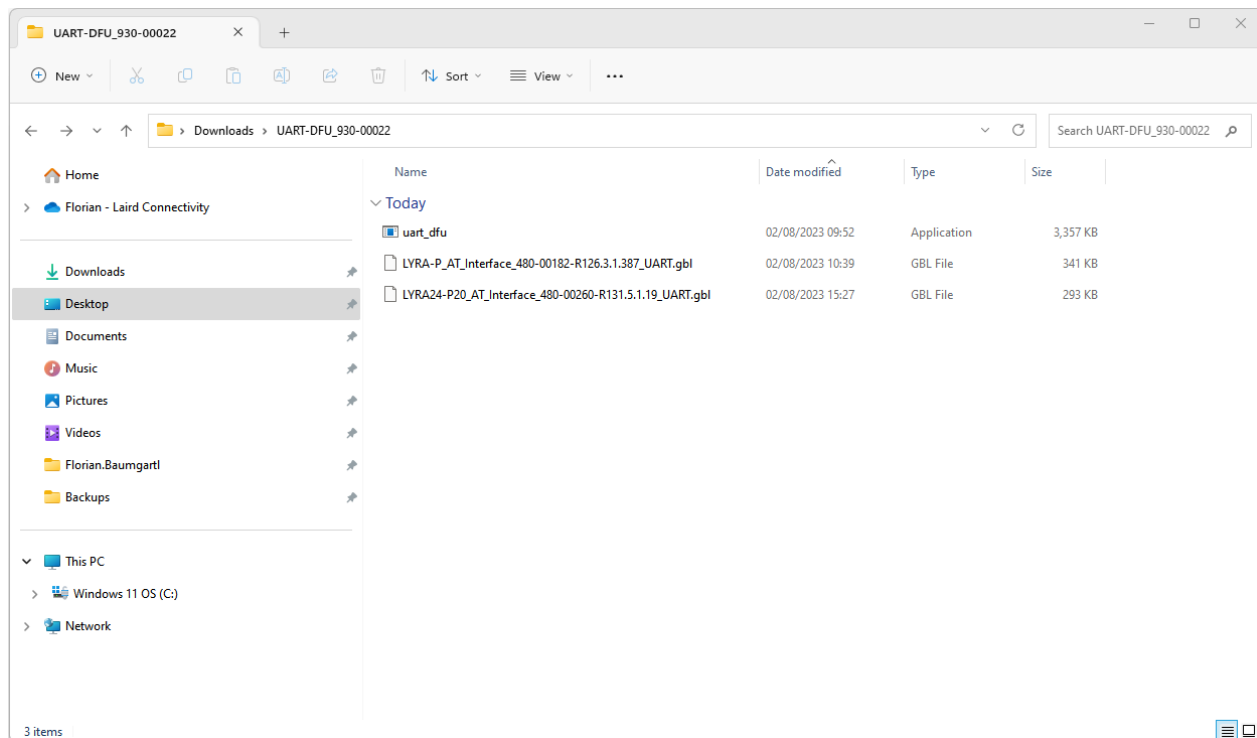 UART-DFU_930-00022
New
Sort
View
Downloads > UART-DFU_930-00022
Search UART-DFU_930-00022
Home
Florian - Laird Connectivity
Downloads
Desktop
Documents
Music
Pictures
Videos
Florian.Baumgartl
Backups
This PC
Windows 11 OS (C:)
Network
Name Date modified Type Size
Today
uart_dfu 02/08/2023 09:52 Application 3,357 KB
LYRA-P_AT_Interface_480-00182-R126.3.1.387_UART.gbl 02/08/2023 10:39 GBL File 341 KB
LYRA24-P20_AT_Interface_480-00260-R131.5.1.19_UART.gbl 02/08/2023 15:27 GBL File 293 KB
3 items